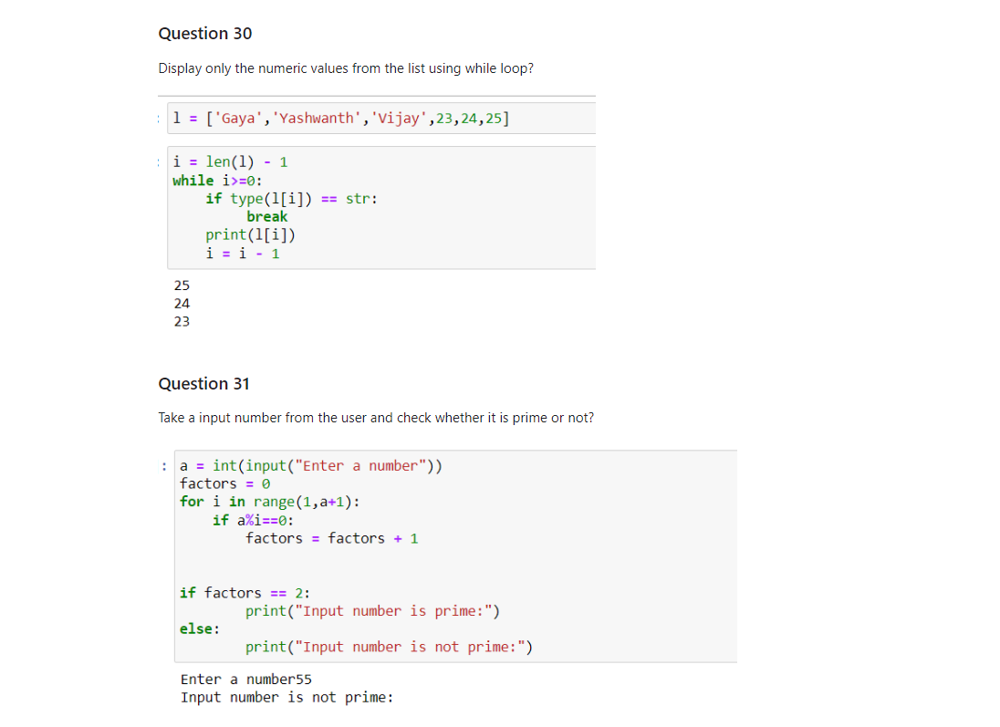 Question 30
Display only the numeric values from the list using while loop?
: l = ['Gaya','Yashwanth','Vijay',23,24,25]
: i = len(l) - 1
while i>=0:
    if type(l[i]) == str:
         break
    print(l[i])
    i = i - 1
25
24
23
Question 31
Take a input number from the user and check whether it is prime or not?
: a = int(input("Enter a number"))
factors = 0
for i in range(1,a+1):
    if a%i==0:
        factors = factors + 1
if factors == 2:
        print("Input number is prime:")
else:
        print("Input number is not prime:")
Enter a number55
Input number is not prime: